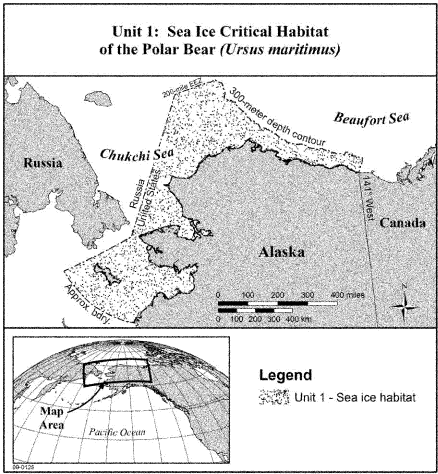 Unit 1: Sea Ice Critical Habitat
of the Polar Bear (Ursus maritimus)
200-mile EEZ
300-meter depth contour
Beaufort Sea
Chukchi Sea
Russia
Russia
United States
141° West
Canada
Alaska
Approx. bdry.
0 100 200 300 400 miles
0 100 200 300 400 km
N
Map
Area
Pacific Ocean
Legend
Unit 1 - Sea ice habitat
09-0128